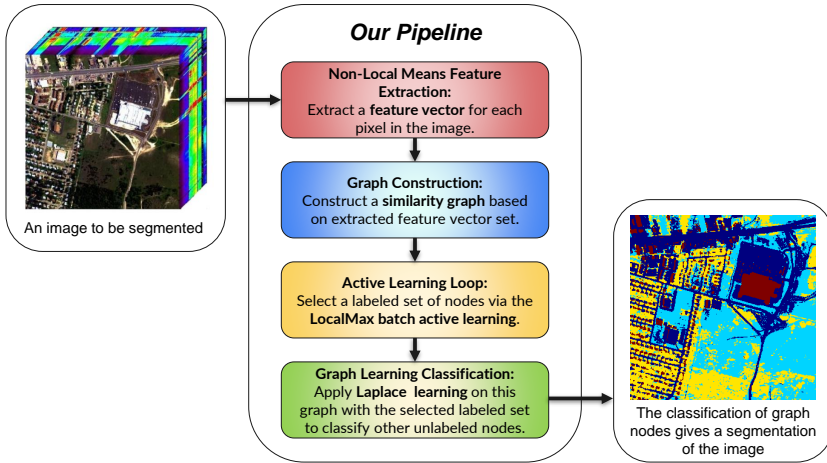 An image to be segmented
Our Pipeline
Non-Local Means Feature
Extraction:
Extract a feature vector for each
pixel in the image.
Graph Construction:
Construct a similarity graph based
on extracted feature vector set.
Active Learning Loop:
Select a labeled set of nodes via the
LocalMax batch active learning.
Graph Learning Classification:
Apply Laplace learning on this
graph with the selected labeled set
to classify other unlabeled nodes.
The classification of graph
nodes gives a segmentation
of the image